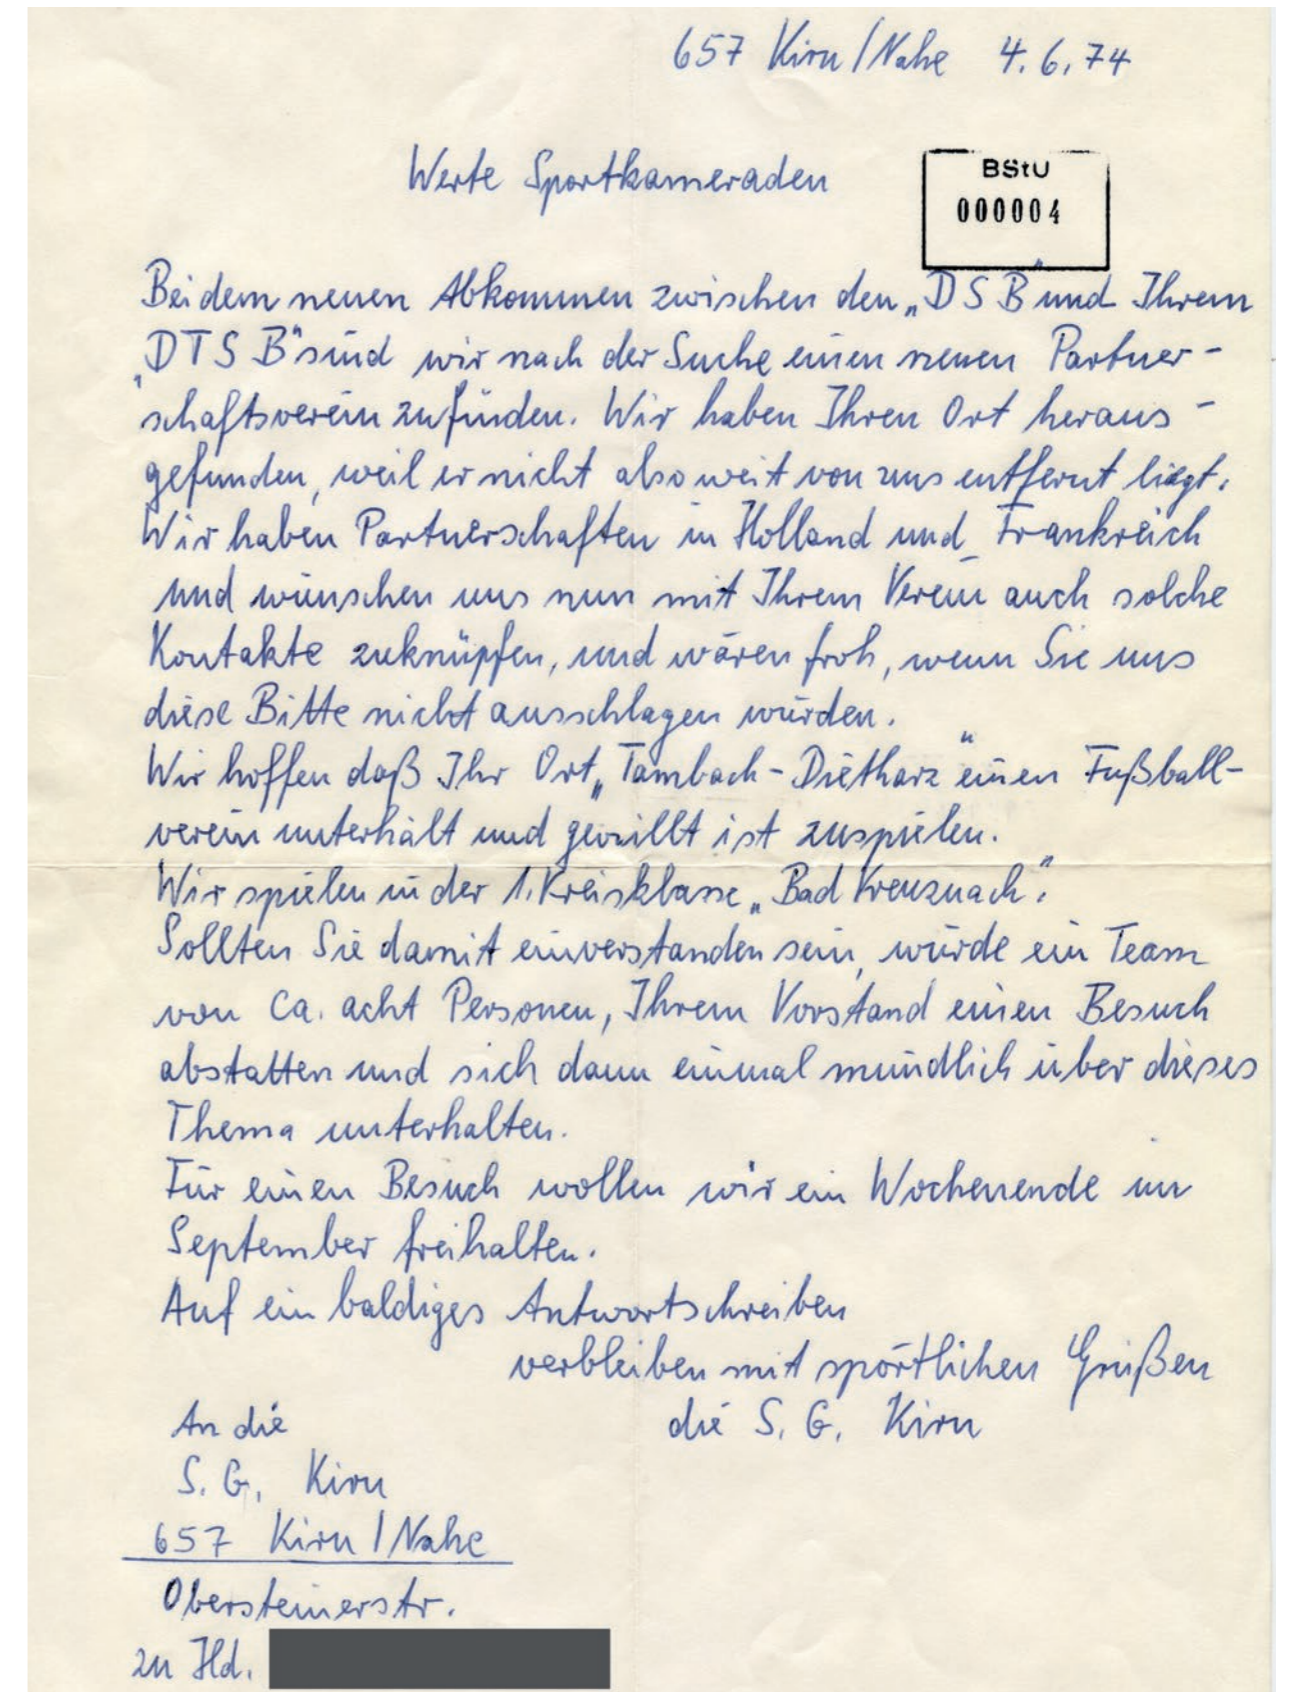 657 Kirn/Nahe 4.6.74
Werte Sportkameraden
BStU
000004
Bei dem neuen Abkommen zwischen den „DSB" und Ihrem
„DTSB" sind wir nach der Suche einen neuen Partner-
schaftsverein zufinden. Wir haben Ihren Ort heraus-
gefunden, weil er nicht also weit von uns entfernt liegt.
Wir haben Partnerschaften in Holland und Frankreich
und wünschen uns nun mit Ihrem Verein auch solche
Kontakte zuknüpfen, und wären froh, wenn Sie uns
diese Bitte nicht ausschlagen würden.
Wir hoffen daß Ihr Ort „Tambach-Dietharz" einen Fußball-
verein unterhält und gewillt ist zuspielen.
Wir spielen in der 1. Kreisklasse „Bad Kreuznach".
Sollten Sie damit einverstanden sein, würde ein Team
von ca. acht Personen, Ihrem Vorstand einen Besuch
abstatten und sich dann einmal mündlich über dieses
Thema unterhalten.
Für einen Besuch wollen wir ein Wochenende im
September freihalten.
Auf ein baldiges Antwortschreiben
verbleiben mit sportlichen Grüßen
die S. G. Kirn
An die
S. G. Kirn
657 Kirn/Nahe
Obersteinerstr.
zu Hd.